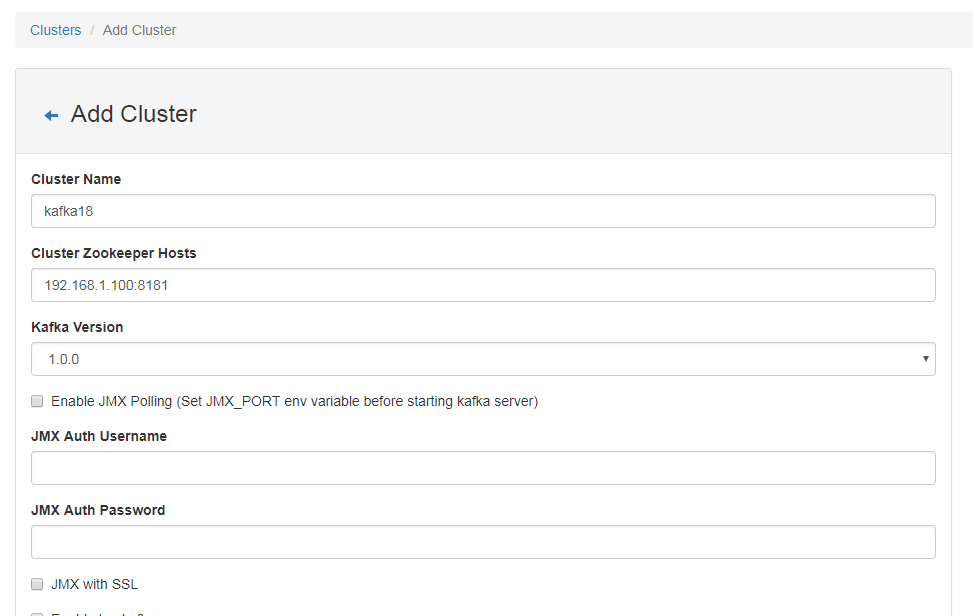 Clusters / Add Cluster
Add Cluster
Cluster Name
kafka18
Cluster Zookeeper Hosts
192.168.1.100:8181
Kafka Version
1.0.0
Enable JMX Polling (Set JMX_PORT env variable before starting kafka server)
JMX Auth Username
JMX Auth Password
JMX with SSL